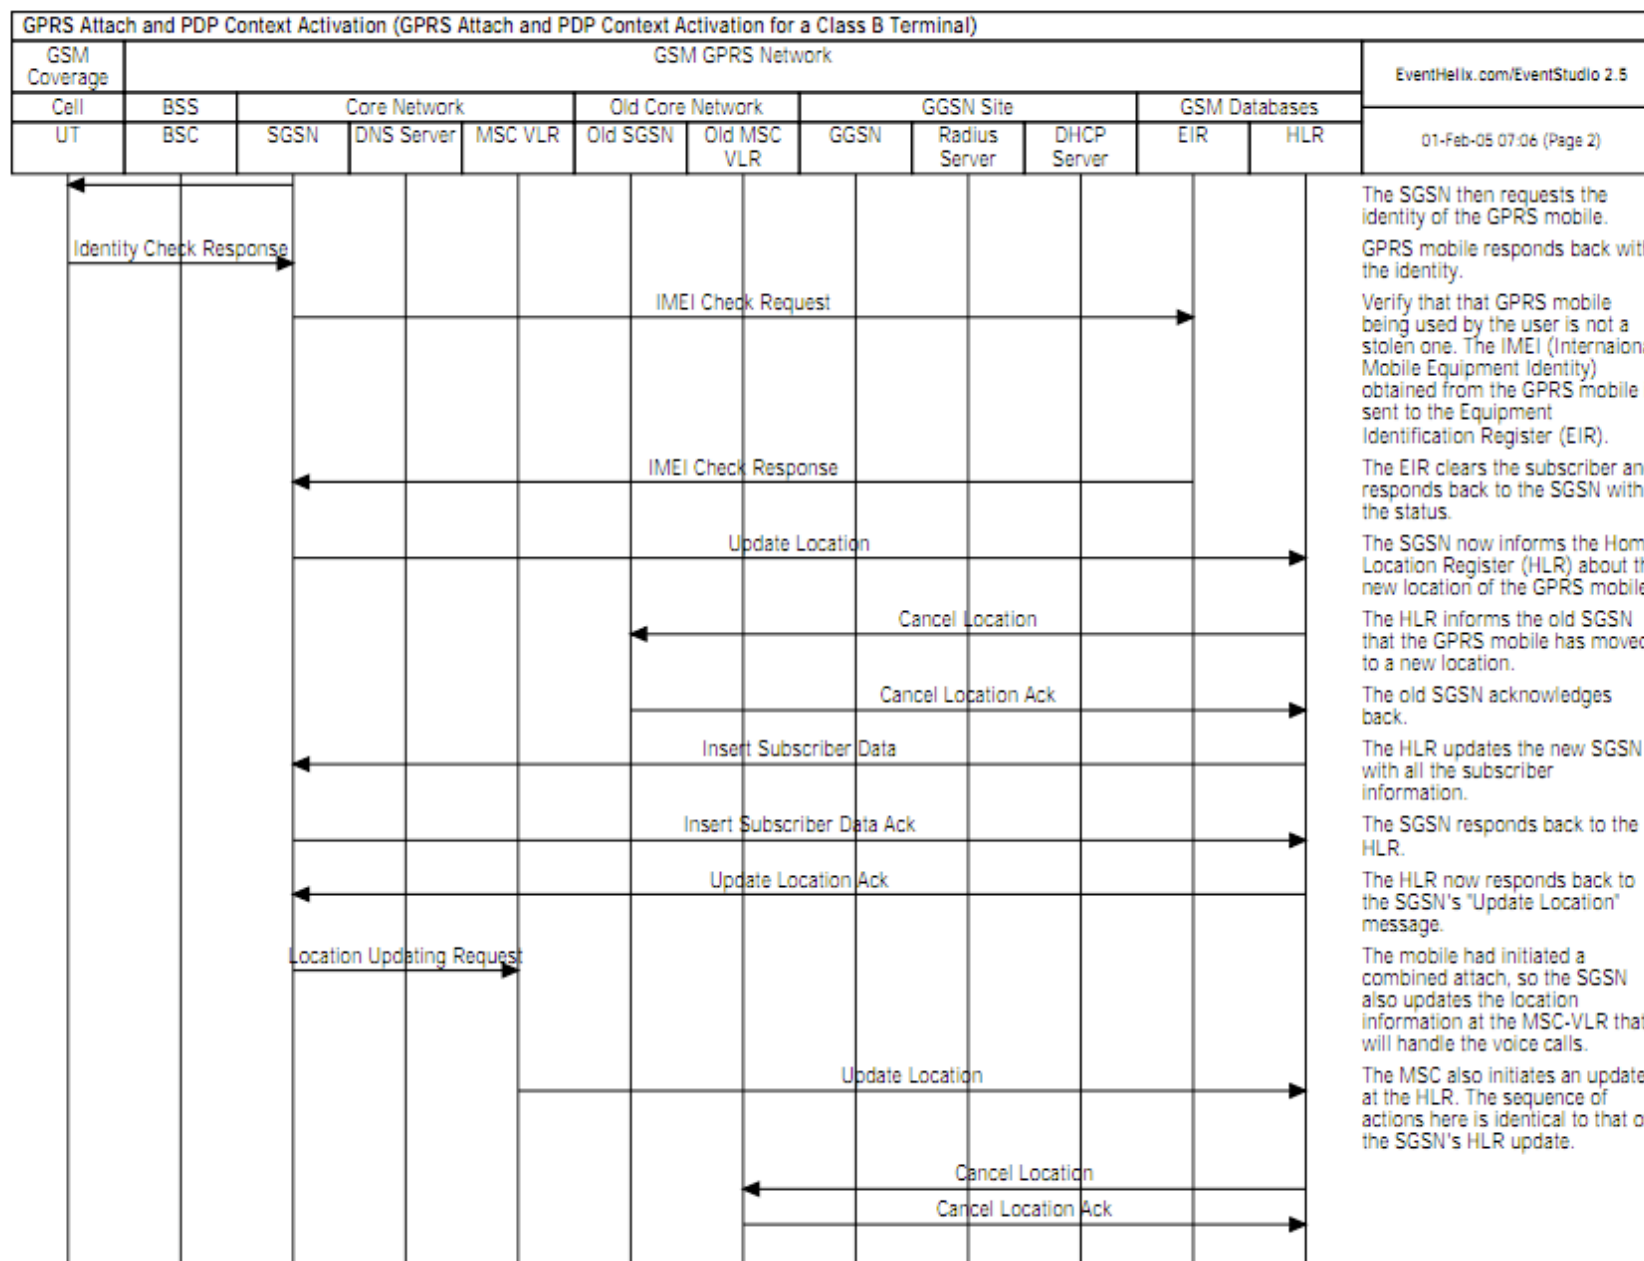 GPRS Attach and PDP Context Activation (GPRS Attach and PDP Context Activation for a Class B Terminal)
GSM
Coverage
GSM GPRS Network
EventHelix.com/EventStudio 2.5
Cell
BSS
Core Network
Old Core Network
GGSN Site
GSM Databases
UT
BSC
SGSN
DNS Server
MSC VLR
Old SGSN
Old MSC
VLR
GGSN
Radius
Server
DHCP
Server
EIR
HLR
01-Feb-05 07:06 (Page 2)
The SGSN then requests the
identity of the GPRS mobile.
Identity Check Response
GPRS mobile responds back with
the identity.
IMEI Check Request
Verify that that GPRS mobile
being used by the user is not a
stolen one. The IMEI (Internaiona
Mobile Equipment Identity)
obtained from the GPRS mobile
sent to the Equipment
Identification Register (EIR).
IMEI Check Response
The EIR clears the subscriber an
responds back to the SGSN with
the status.
Update Location
The SGSN now informs the Hom
Location Register (HLR) about th
new location of the GPRS mobile
Cancel Location
The HLR informs the old SGSN
that the GPRS mobile has moved
to a new location.
Cancel Location Ack
The old SGSN acknowledges
back.
Insert Subscriber Data
The HLR updates the new SGSN
with all the subscriber
information.
Insert Subscriber Data Ack
The SGSN responds back to the
HLR.
Update Location Ack
The HLR now responds back to
the SGSN's "Update Location"
message.
Location Updating Request
The mobile had initiated a
combined attach, so the SGSN
also updates the location
information at the MSC-VLR that
will handle the voice calls.
Update Location
The MSC also initiates an update
at the HLR. The sequence of
actions here is identical to that o
the SGSN's HLR update.
Cancel Location
Cancel Location Ack